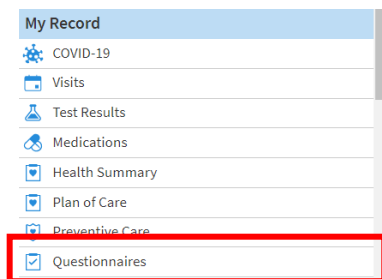 My Record
COVID-19
Visits
Test Results
Medications
Health Summary
Plan of Care
Preventive Care
Questionnaires